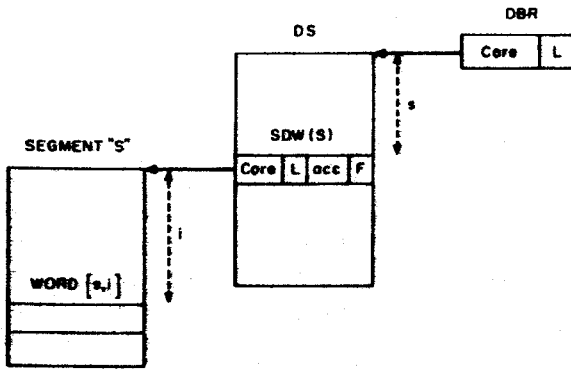 DBR
Core L
DS
s
SDW(S)
Core L acc F
SEGMENT "S"
i
WORD [s,i]